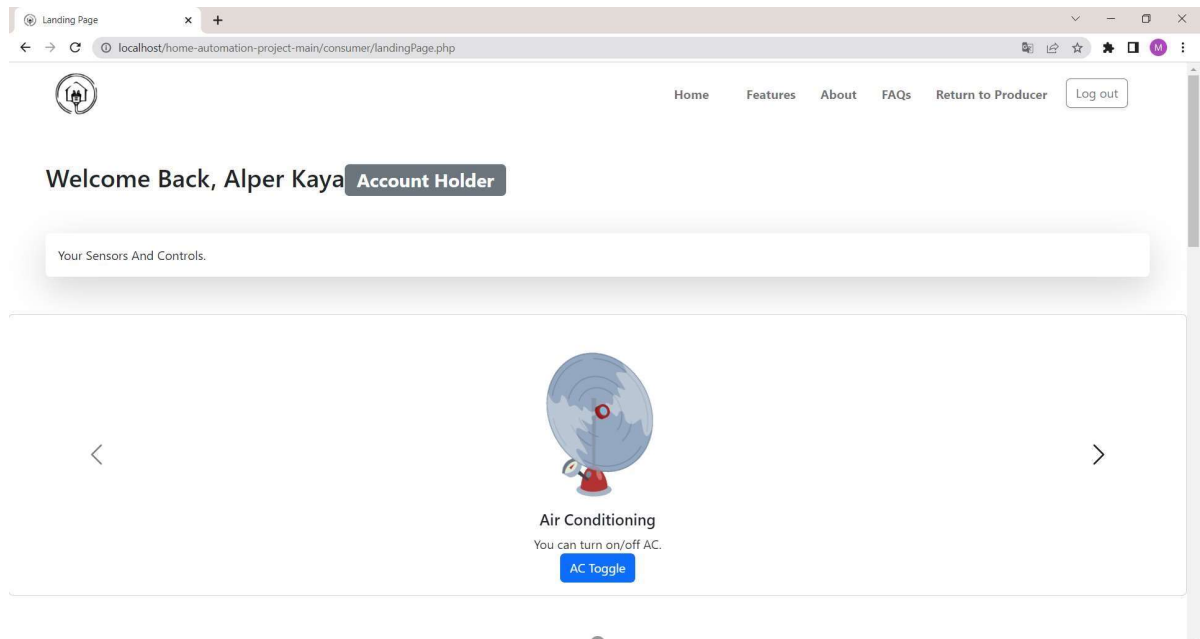 Landing Page
localhost/home-automation-project-main/consumer/landingPage.php
M
Home Features About FAQs Return to Producer Log out
Welcome Back, Alper Kaya Account Holder
Your Sensors And Controls.
Air Conditioning
You can turn on/off AC.
AC Toggle